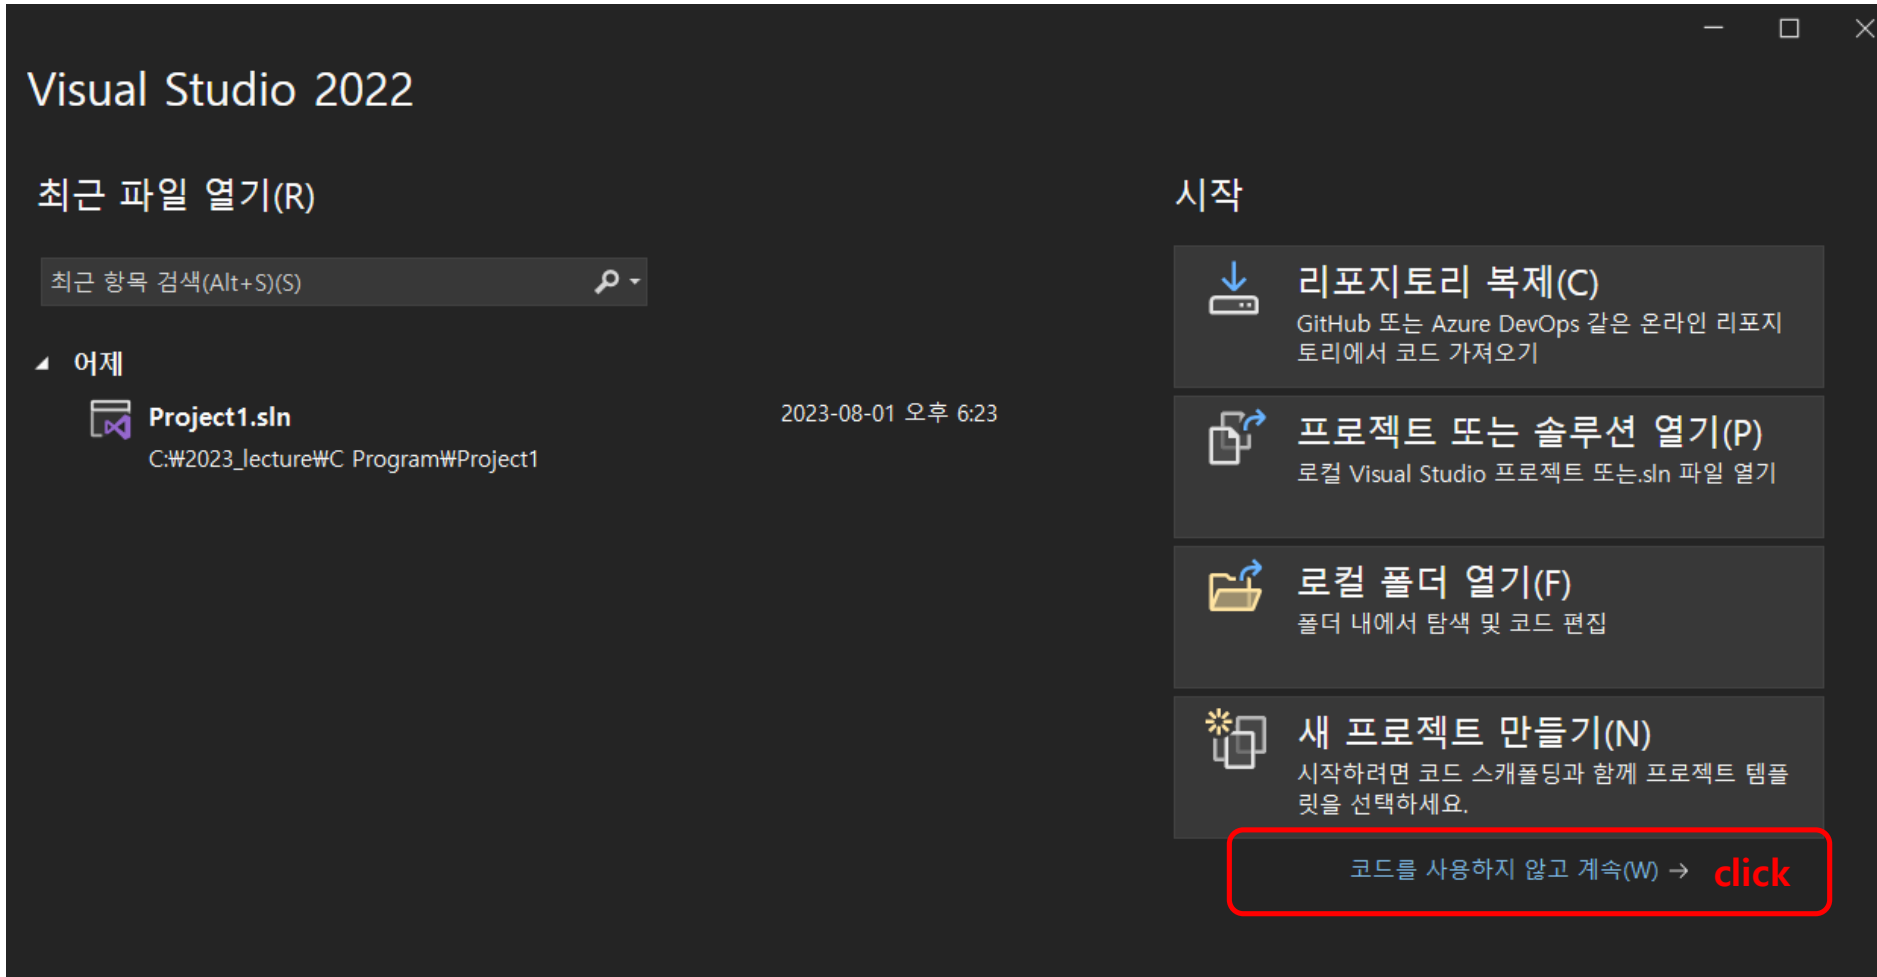 Visual Studio 2022
최근 파일 열기(R)
최근 항목 검색(Alt+S)(S)
어제
Project1.sln
2023-08-01 오후 6:23
C:₩2023_lecture₩C Program₩Project1
시작
리포지토리 복제(C)
GitHub 또는 Azure DevOps 같은 온라인 리포지
토리에서 코드 가져오기
프로젝트 또는 솔루션 열기(P)
로컬 Visual Studio 프로젝트 또는.sln 파일 열기
로컬 폴더 열기(F)
폴더 내에서 탐색 및 코드 편집
새 프로젝트 만들기(N)
시작하려면 코드 스캐폴딩과 함께 프로젝트 템플
릿을 선택하세요.
코드를 사용하지 않고 계속(W) → click